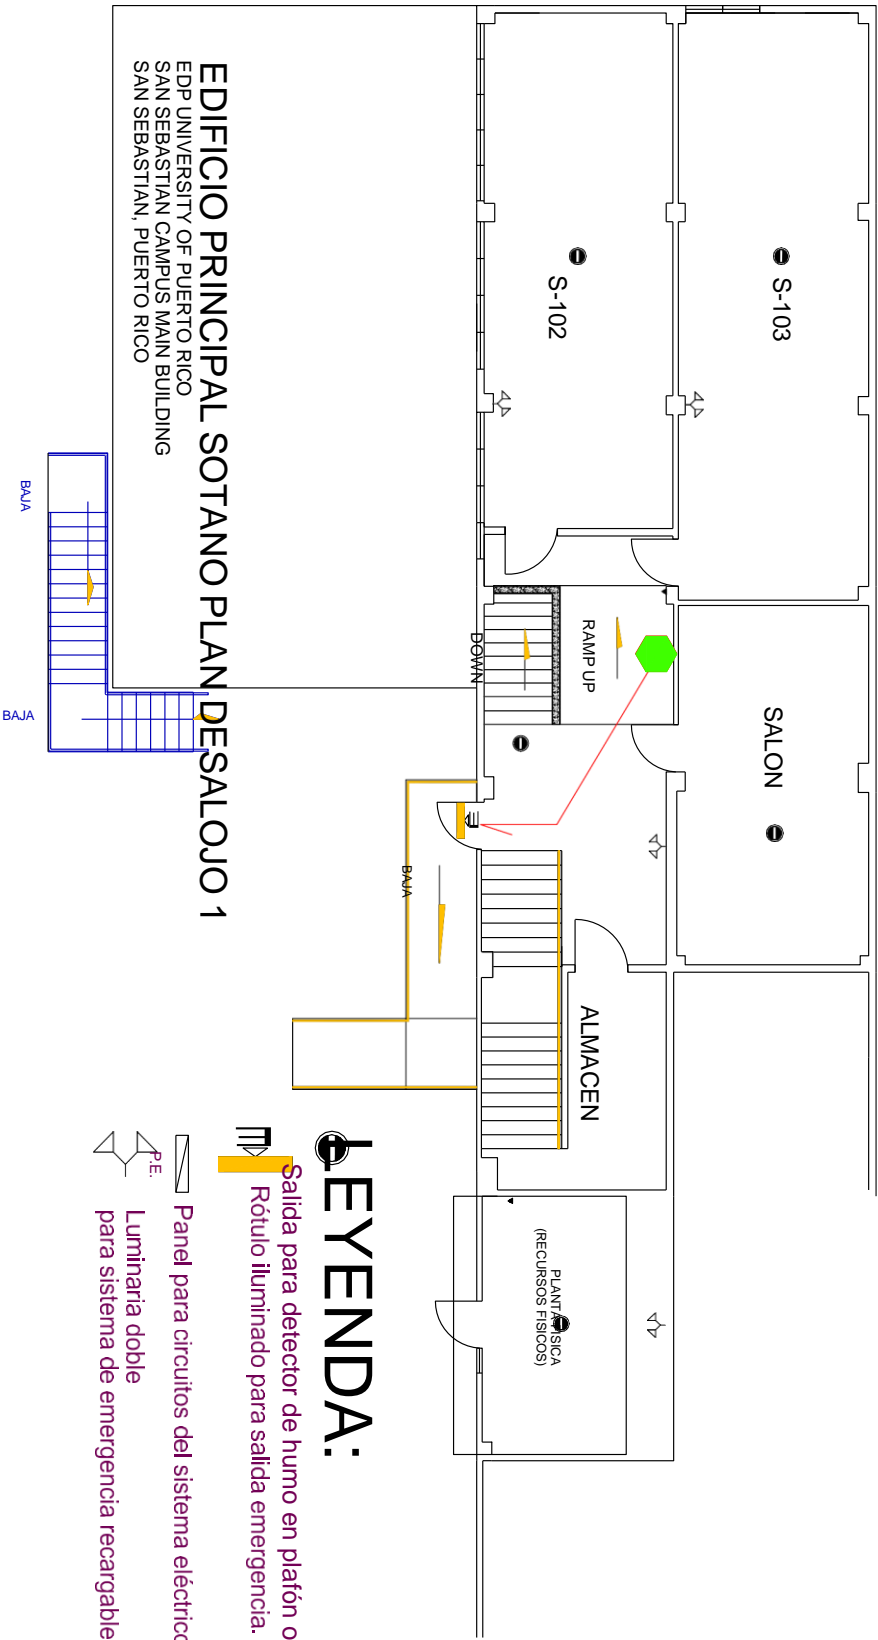 EDIFICIO PRINCIPAL SOTANO PLAN DESALOJO 1
EDP UNIVERSITY OF PUERTO RICO
SAN SEBASTIAN CAMPUS MAIN BUILDING
SAN SEBASTIAN, PUERTO RICO
S-103
S-102
RAMP UP
DOWN
SALON
BAJA
BAJA
BAJA
ALMACEN
PLANTA FISICA
(RECURSOS FISICOS)
LEYENDA:
Salida para detector de humo en plafón o
Rótulo iluminado para salida emergencia.
Panel para circuitos del sistema eléctrico
P.E.
Luminaria doble
para sistema de emergencia recargable